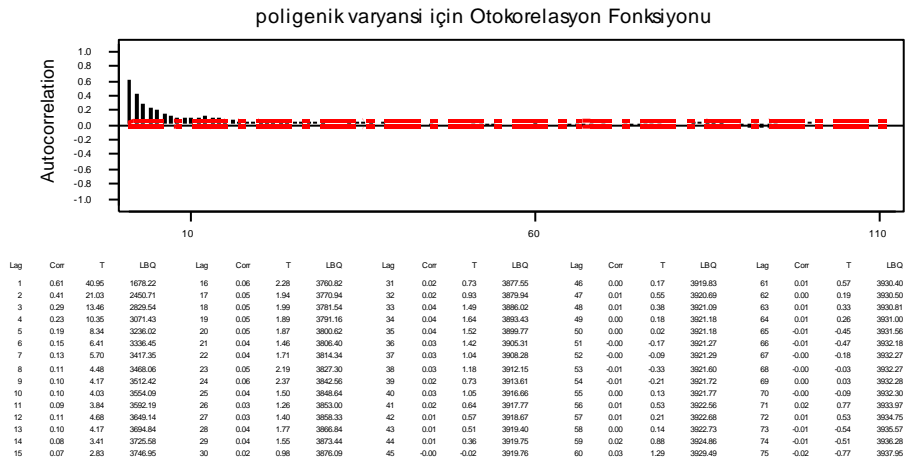 poligenik varyansi için Otokorelasyon Fonksiyonu
Autocorrelation
1.0
0.8
0.6
0.4
0.2
0.0
-0.2
-0.4
-0.6
-0.8
-1.0
10 60 110
Lag Corr T LBQ Lag Corr T LBQ Lag Corr T LBQ Lag Corr T LBQ Lag Corr T LBQ
1 0.61 40.95 1678.22 16 0.06 2.28 3760.82 31 0.02 0.73 3877.55 46 0.00 0.17 3919.83 61 0.01 0.57 3930.40
2 0.41 21.03 2450.71 17 0.05 1.94 3770.94 32 0.02 0.93 3879.94 47 0.01 0.55 3920.69 62 0.00 0.19 3930.50
3 0.29 13.46 2829.54 18 0.05 1.99 3781.54 33 0.04 1.49 3886.02 48 0.01 0.38 3921.09 63 0.01 0.33 3930.81
4 0.23 10.35 3071.43 19 0.05 1.89 3791.16 34 0.04 1.64 3893.43 49 0.00 0.18 3921.18 64 0.01 0.26 3931.00
5 0.19 8.34 3236.02 20 0.05 1.87 3800.62 35 0.04 1.52 3899.77 50 0.00 0.02 3921.18 65 -0.01 -0.45 3931.56
6 0.15 6.41 3336.45 21 0.04 1.46 3806.40 36 0.03 1.42 3905.31 51 -0.00 -0.17 3921.27 66 -0.01 -0.47 3932.18
7 0.13 5.70 3417.35 22 0.04 1.71 3814.34 37 0.03 1.04 3908.28 52 -0.00 -0.09 3921.29 67 -0.00 -0.18 3932.27
8 0.11 4.48 3468.06 23 0.05 2.19 3827.30 38 0.03 1.18 3912.15 53 -0.01 -0.33 3921.60 68 -0.00 -0.03 3932.27
9 0.10 4.17 3512.42 24 0.06 2.37 3842.56 39 0.02 0.73 3913.61 54 -0.01 -0.21 3921.72 69 0.00 0.03 3932.28
10 0.10 4.03 3554.09 25 0.04 1.50 3848.64 40 0.03 1.05 3916.66 55 0.00 0.13 3921.77 70 -0.00 -0.09 3932.30
11 0.09 3.84 3592.19 26 0.03 1.26 3853.00 41 0.02 0.64 3917.77 56 0.01 0.53 3922.56 71 0.02 0.77 3933.97
12 0.11 4.68 3649.14 27 0.03 1.40 3858.33 42 0.01 0.57 3918.67 57 0.01 0.21 3922.68 72 0.01 0.53 3934.75
13 0.10 4.17 3694.84 28 0.04 1.77 3866.84 43 0.01 0.51 3919.40 58 0.00 0.14 3922.73 73 -0.01 -0.54 3935.57
14 0.08 3.41 3725.58 29 0.04 1.55 3873.44 44 0.01 0.36 3919.75 59 0.02 0.88 3924.86 74 -0.01 -0.51 3936.28
15 0.07 2.83 3746.95 30 0.02 0.98 3876.09 45 -0.00 -0.02 3919.76 60 0.03 1.29 3929.49 75 -0.02 -0.77 3937.95